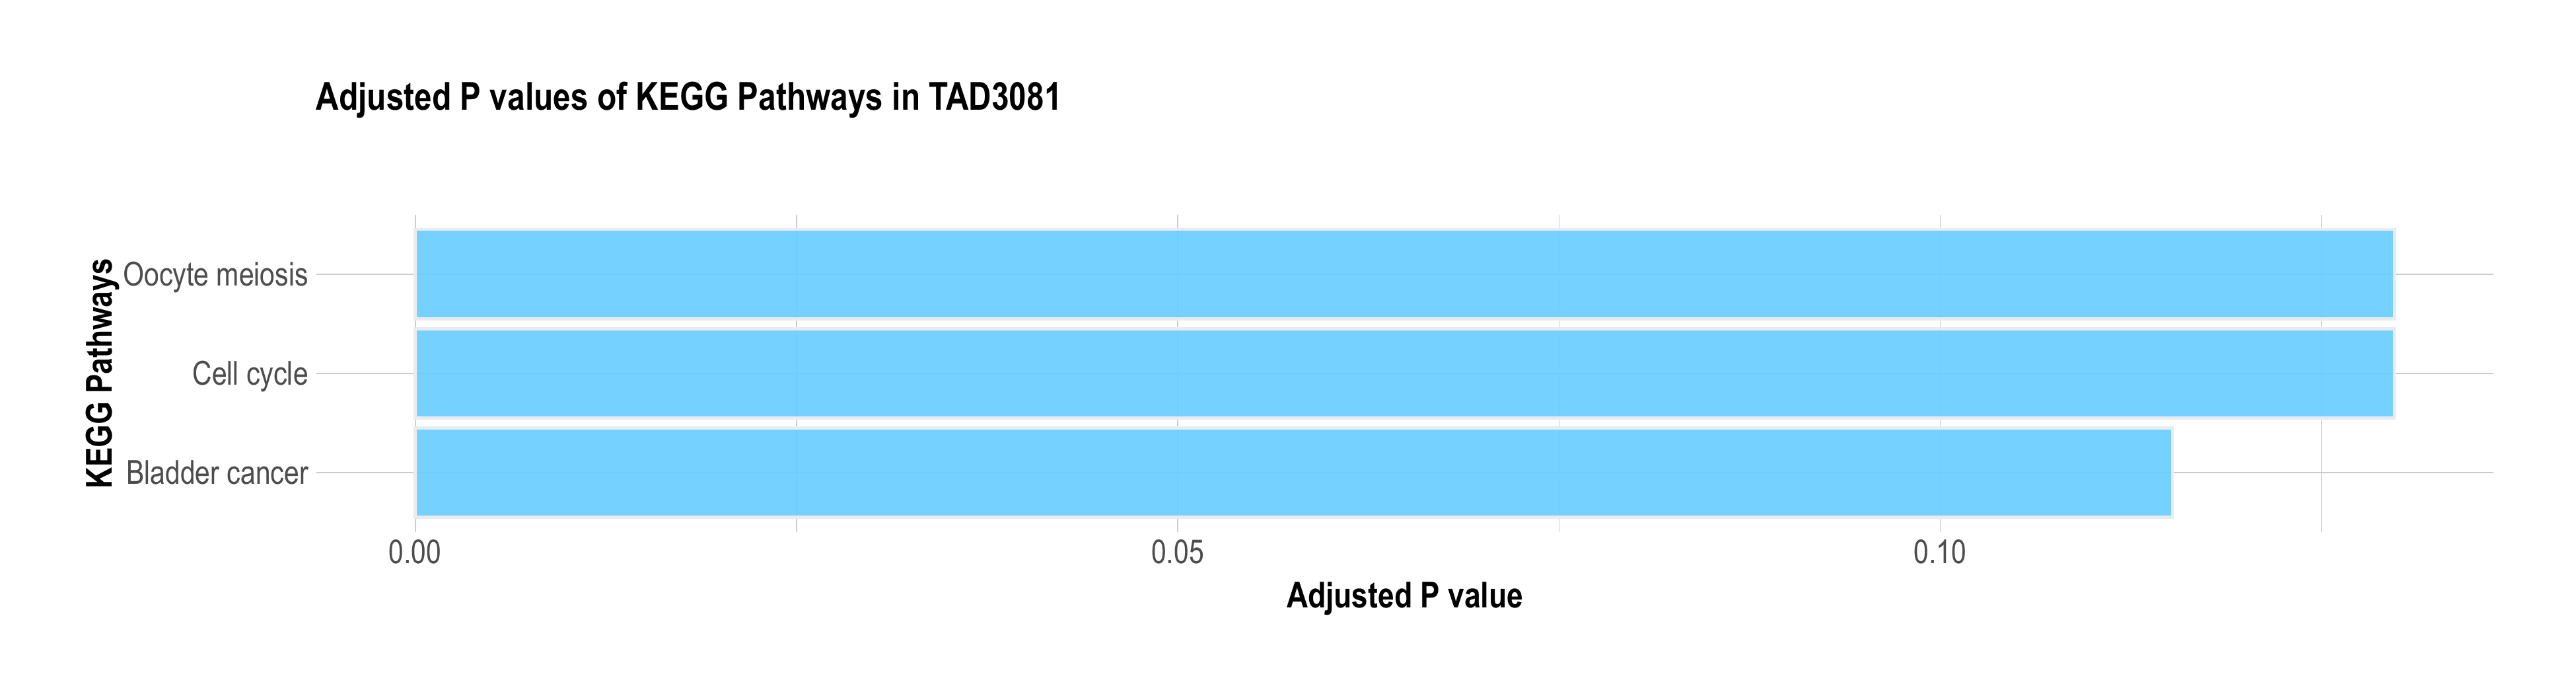 Adjusted P values of KEGG Pathways in TAD3081
KEGG Pathways
Oocyte meiosis
Cell cycle
Bladder cancer
0.00
0.05
0.10
Adjusted P value